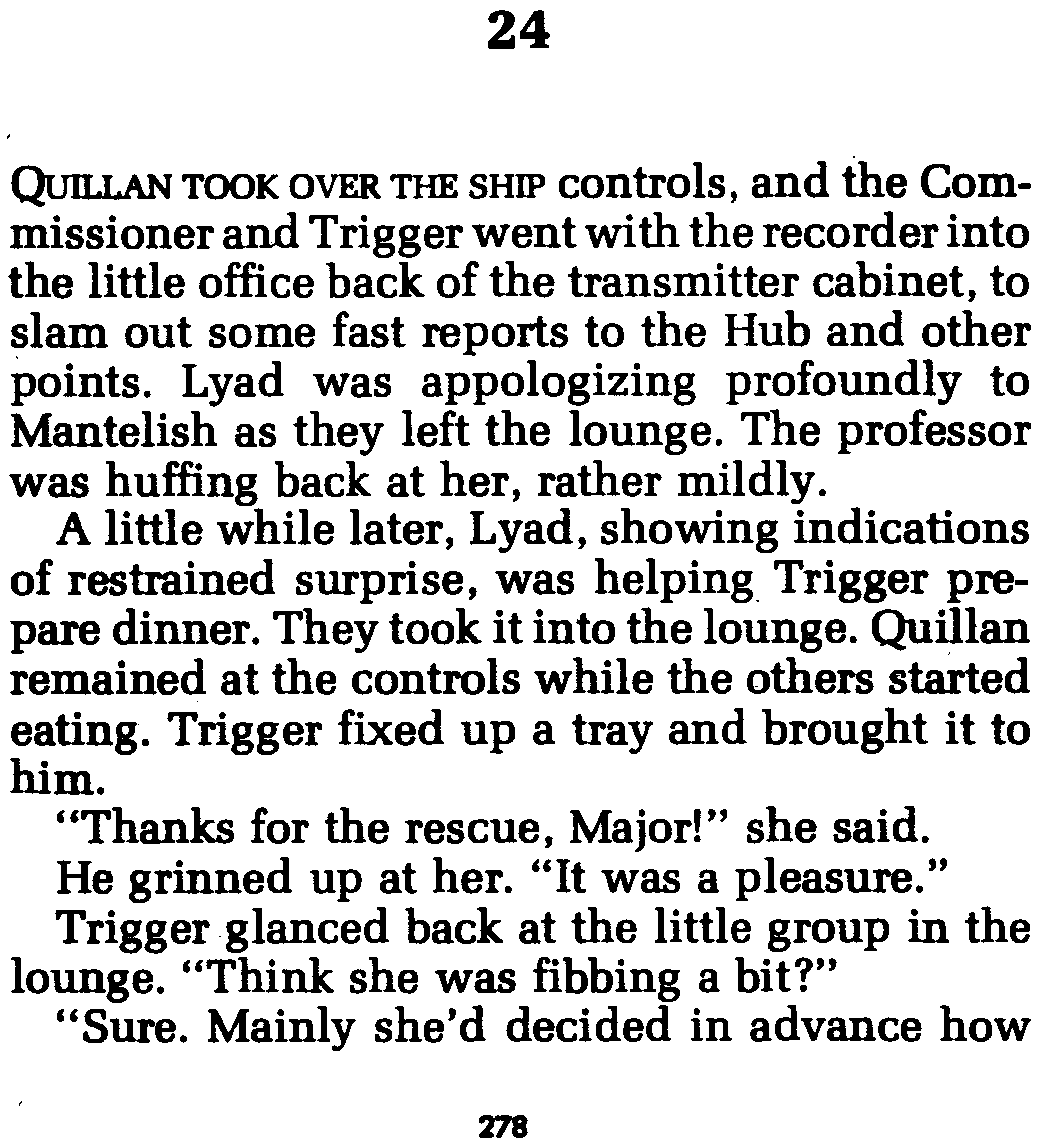 24
QUILLAN TOOK OVER THE SHIP controls, and the Com-
missioner and Trigger went with the recorder into
the little office back of the transmitter cabinet, to
slam out some fast reports to the Hub and other
points. Lyad was appologizing profoundly to
Mantelish as they left the lounge. The professor
was huffing back at her, rather mildly.
A little while later, Lyad, showing indications
of restrained surprise, was helping Trigger pre-
pare dinner. They took it into the lounge. Quillan
remained at the controls while the others started
eating. Trigger fixed up a tray and brought it to
him.
“Thanks for the rescue, Major!” she said.
He grinned up at her. “It was a pleasure.”
Trigger glanced back at the little group in the
lounge. “Think she was fibbing a bit?”
“Sure. Mainly she’d decided in advance how
278